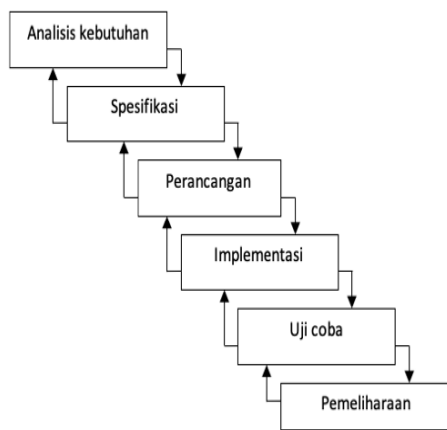 Analisis kebutuhan
Spesifikasi
Perancangan
Implementasi
Uji coba
Pemeliharaan